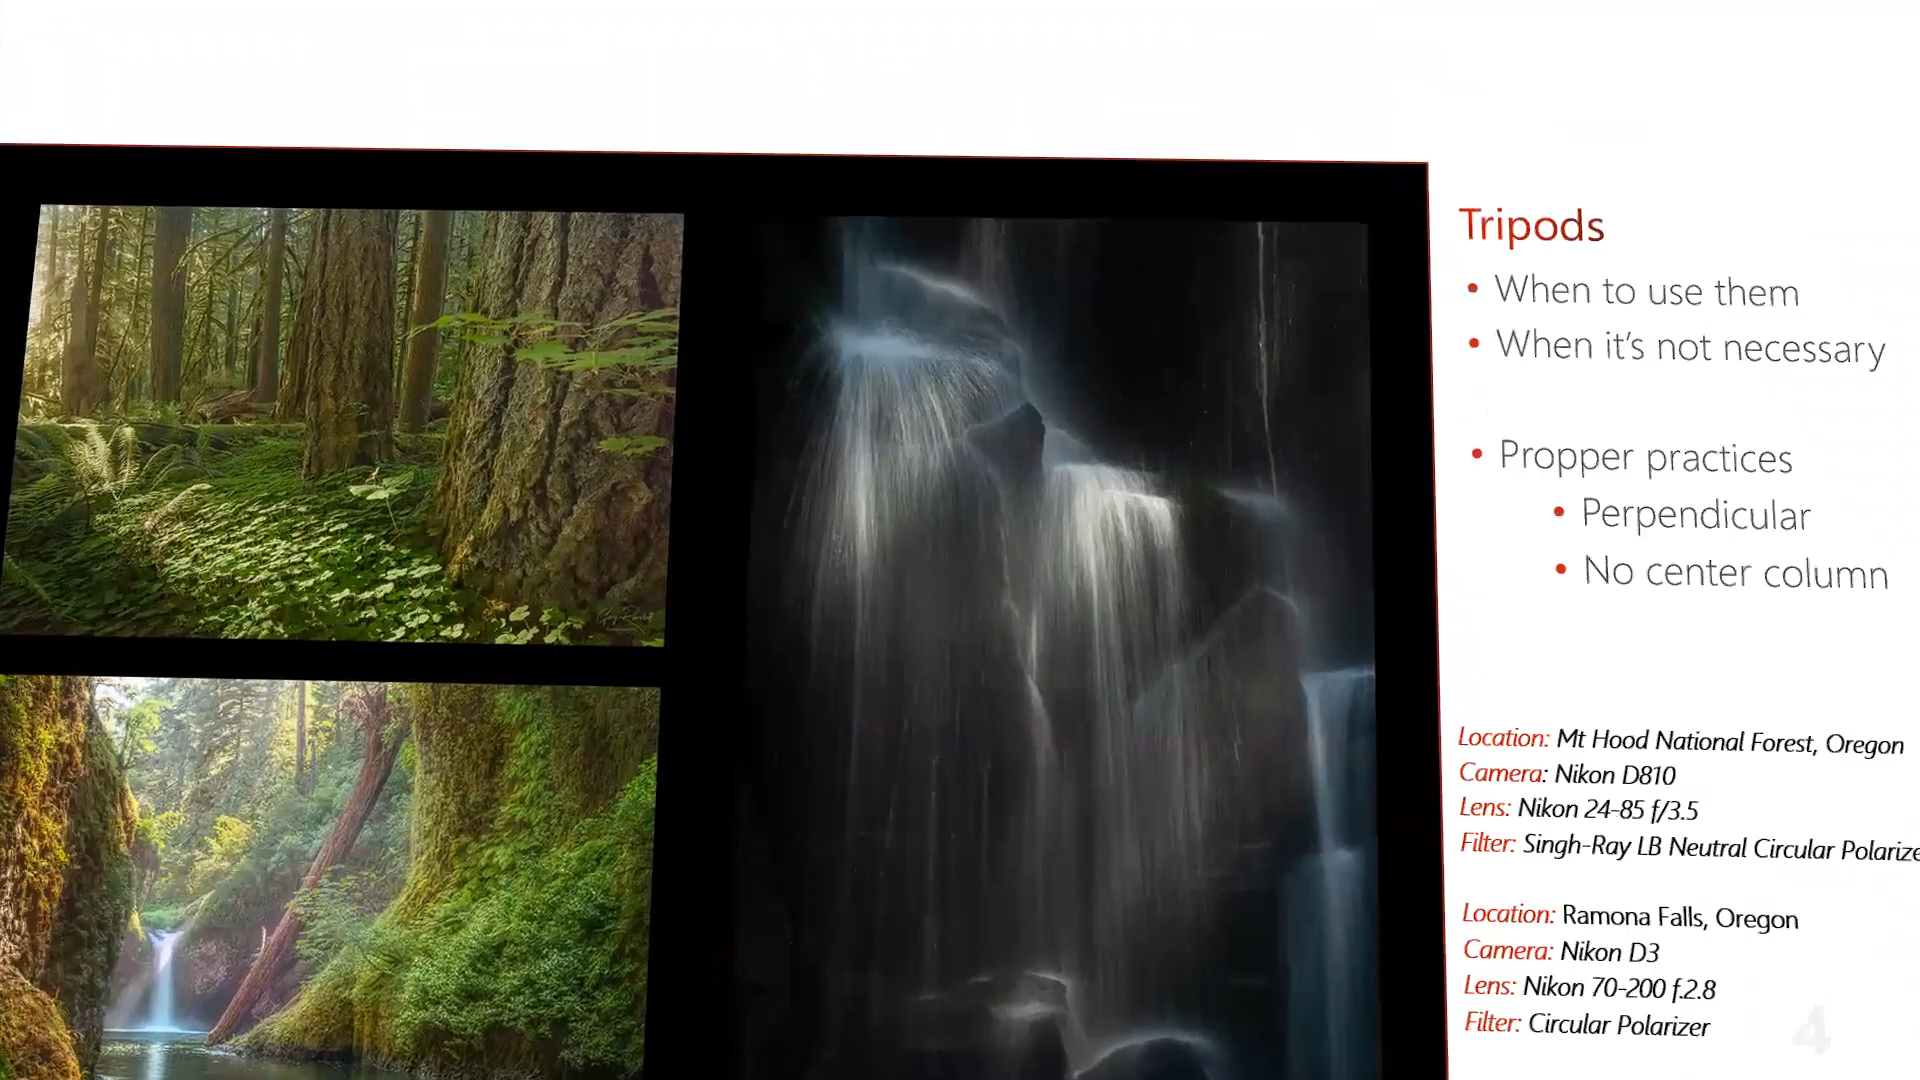 Tripods
• When to use them
• When it's not necessary
• Propper practices
• Perpendicular
• No center column
Location: Mt Hood National Forest, Oregon
Camera: Nikon D810
Lens: Nikon 24-85 f/3.5
Filter: Singh-Ray LB Neutral Circular Polarize
Location: Ramona Falls, Oregon
Camera: Nikon D3
Lens: Nikon 70-200 f.2.8
Filter: Circular Polarizer
4